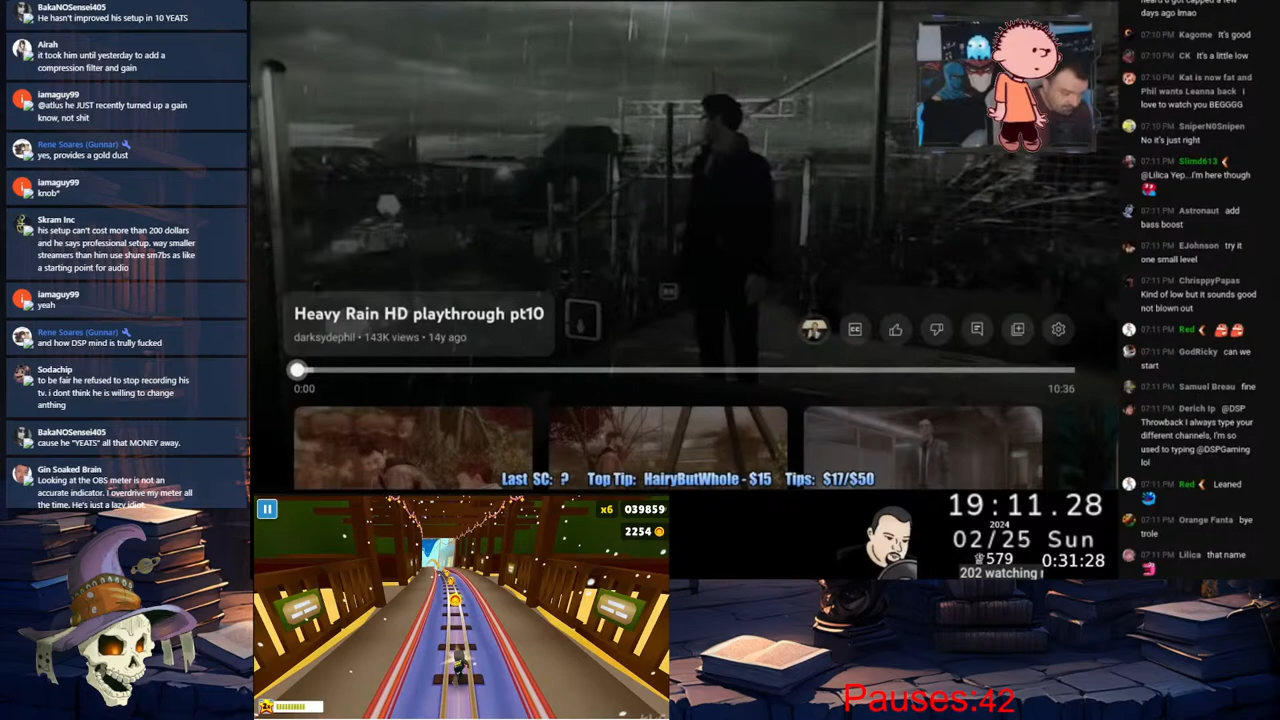 BakaNOSensei405
He hasn't improved his setup in 10 YEATS
Airah
it took him until yesterday to add a
compression filter and gain
iamaguy99
@atlus he JUST recently turned up a gain
know, not shit
Rene Soares (Gunnar)
yes, provides a gold dust
iamaguy99
knob*
Skram Inc
his setup can't cost more than 200 dollars
and he says professional setup. way smaller
streamers than him use shure sm7bs as like
a starting point for audio
iamaguy99
yeah
Rene Soares (Gunnar)
and how DSP mind is trully fucked
Sodachip
to be fair he refused to stop recording his
tv. i dont think he is willing to change
anthing
BakaNOSensei405
cause he "YEATS" all that MONEY away.
Gin Soaked Brain
Looking at the OBS meter is not an
accurate indicator. I overdrive my meter all
the time. He's just a lazy idiot.
Heavy Rain HD playthrough pt10
darksydephil • 143K views • 14y ago
CC
0:00
10:36
Last SC: ? Top Tip: HairyButWhole - $15 Tips: $17/$50
x6 039859
2254
19:11.28
2024
02/25 Sun
579
0:31:28
202 watching
Pauses:42
heard u got capped a few
days ago lmao
07:10 PM Kagome It's good
07:10 PM CK It's a little low
07:10 PM Kat is now fat and
Phil wants Leanna back i
love to watch you BEGGGG
07:10 PM SniperN0Snipen
No it's just right
07:11 PM Slimd613
@Lilica Yep...I'm here though
07:11 PM Astronaut add
bass boost
07:11 PM EJohnson try it
one small level
07:11 PM ChrisppyPapas
Kind of low but it sounds good
not blown out
07:11 PM Red
07:11 PM GodRicky can we
start
07:11 PM Samuel Breau fine
07:11 PM Derich Ip @DSP
Throwback I always type your
different channels, I'm so
used to typing @DSPGaming
lol
07:11 PM Red Leaned
07:11 PM Orange Fanta bye
trole
07:11 PM Lilica that name